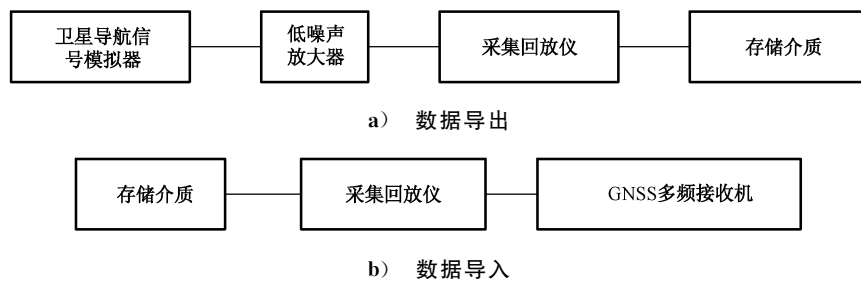 卫星导航信
号模拟器
低噪声
放大器
采集回放仪
存储介质
a） 数据导出
存储介质
采集回放仪
GNSS多频接收机
b） 数据导入